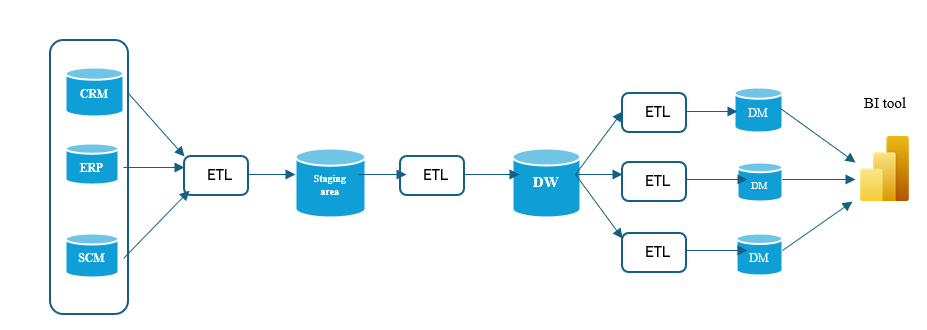 CRM
ERP
SCM
ETL
Staging
area
ETL
DW
ETL
ETL
ETL
DM
DM
DM
BI tool